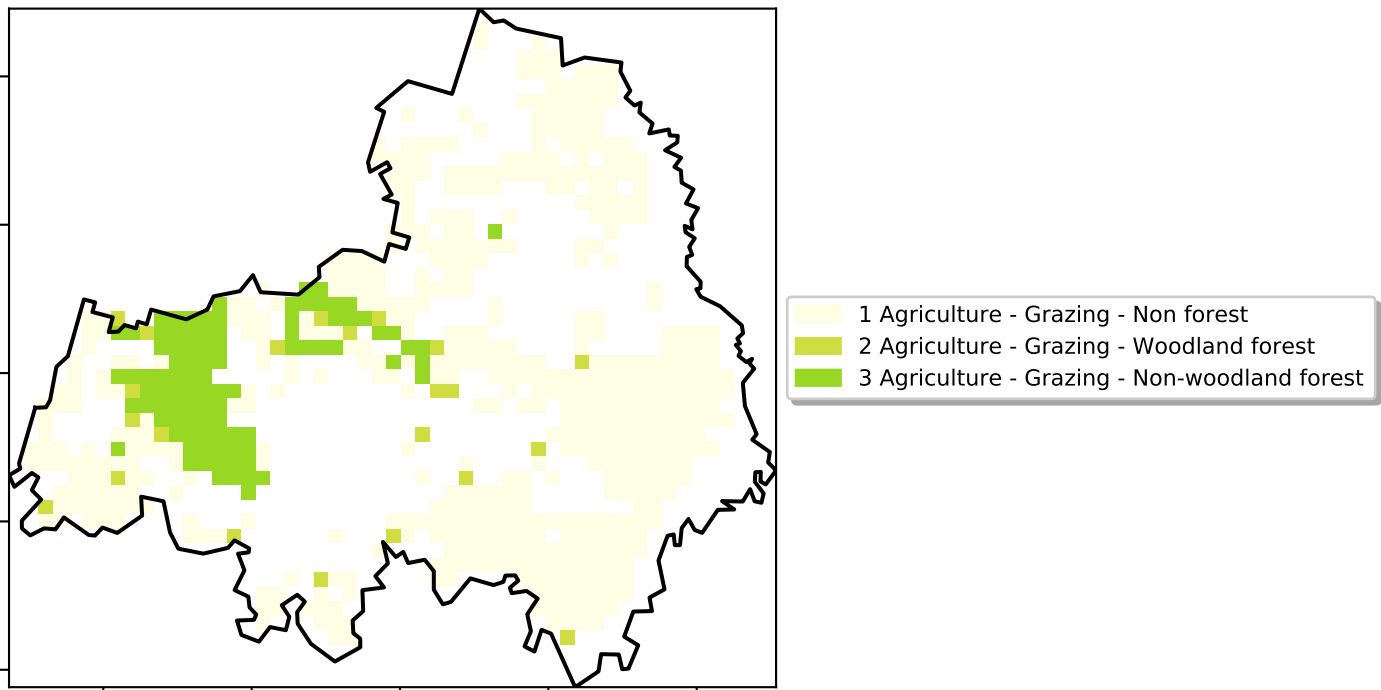 1 Agriculture - Grazing - Non forest
2 Agriculture - Grazing - Woodland forest
3 Agriculture - Grazing - Non-woodland forest